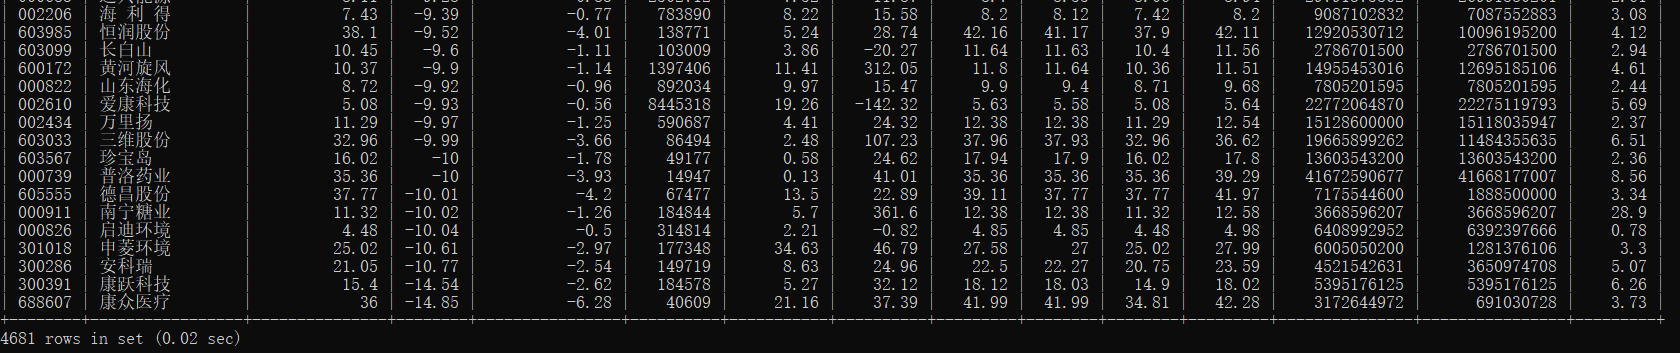 | 002206 | 海 利 得 | 7.43 | -9.39 | -0.77 | 783890 | 8.22 | 15.58 | 8.2 | 8.12 | 7.42 | 8.2 | 9087102832 | 7087552883 | 3.08 |
| 603985 | 恒润股份 | 38.1 | -9.52 | -4.01 | 138771 | 5.24 | 28.74 | 42.16 | 41.17 | 37.9 | 42.11 | 12920530712 | 10096195200 | 4.12 |
| 603099 | 长白山 | 10.45 | -9.6 | -1.11 | 103009 | 3.86 | -20.27 | 11.64 | 11.63 | 10.4 | 11.56 | 2786701500 | 2786701500 | 2.94 |
| 600172 | 黄河旋风 | 10.37 | -9.9 | -1.14 | 1397406 | 11.41 | 312.05 | 11.8 | 11.64 | 10.36 | 11.51 | 14955453016 | 12695185106 | 4.61 |
| 000822 | 山东海化 | 8.72 | -9.92 | -0.96 | 892034 | 9.97 | 15.47 | 9.9 | 9.4 | 8.71 | 9.68 | 7805201595 | 7805201595 | 2.44 |
| 002610 | 爱康科技 | 5.08 | -9.93 | -0.56 | 8445318 | 19.26 | -142.32 | 5.63 | 5.58 | 5.08 | 5.64 | 22772064870 | 22275119793 | 5.69 |
| 002434 | 万里扬 | 11.29 | -9.97 | -1.25 | 590687 | 4.41 | 24.32 | 12.38 | 12.38 | 11.29 | 12.54 | 15128600000 | 15118035947 | 2.37 |
| 603033 | 三维股份 | 32.96 | -9.99 | -3.66 | 86494 | 2.48 | 107.23 | 37.96 | 37.93 | 32.96 | 36.62 | 19665899262 | 11484355635 | 6.51 |
| 603567 | 珍宝岛 | 16.02 | -10 | -1.78 | 49177 | 0.58 | 24.62 | 17.94 | 17.9 | 16.02 | 17.8 | 13603543200 | 13603543200 | 2.36 |
| 000739 | 普洛药业 | 35.36 | -10 | -3.93 | 14947 | 0.13 | 41.01 | 35.36 | 35.36 | 35.36 | 39.29 | 41672590677 | 41668177007 | 8.56 |
| 605555 | 德昌股份 | 37.77 | -10.01 | -4.2 | 67477 | 13.5 | 22.89 | 39.11 | 37.77 | 37.77 | 41.97 | 7175544600 | 1888500000 | 3.34 |
| 000911 | 南宁糖业 | 11.32 | -10.02 | -1.26 | 184844 | 5.7 | 361.6 | 12.38 | 12.38 | 11.32 | 12.58 | 3668596207 | 3668596207 | 28.9 |
| 000826 | 启迪环境 | 4.48 | -10.04 | -0.5 | 314814 | 2.21 | -0.82 | 4.85 | 4.85 | 4.48 | 4.98 | 6408992952 | 6392397666 | 0.78 |
| 301018 | 申菱环境 | 25.02 | -10.61 | -2.97 | 177348 | 34.63 | 46.79 | 27.58 | 27 | 25.02 | 27.99 | 6005050200 | 1281376106 | 3.3 |
| 300286 | 安科瑞 | 21.05 | -10.77 | -2.54 | 149719 | 8.63 | 24.96 | 22.5 | 22.27 | 20.75 | 23.59 | 4521542631 | 3650974708 | 5.07 |
| 300391 | 康跃科技 | 15.4 | -14.54 | -2.62 | 184578 | 5.27 | 32.12 | 18.12 | 18.03 | 14.9 | 18.02 | 5395176125 | 5395176125 | 6.26 |
| 688607 | 康众医疗 | 36 | -14.85 | -6.28 | 40609 | 21.16 | 37.39 | 41.99 | 41.99 | 34.81 | 42.28 | 3172644972 | 691030728 | 3.73 |
4681 rows in set (0.02 sec)